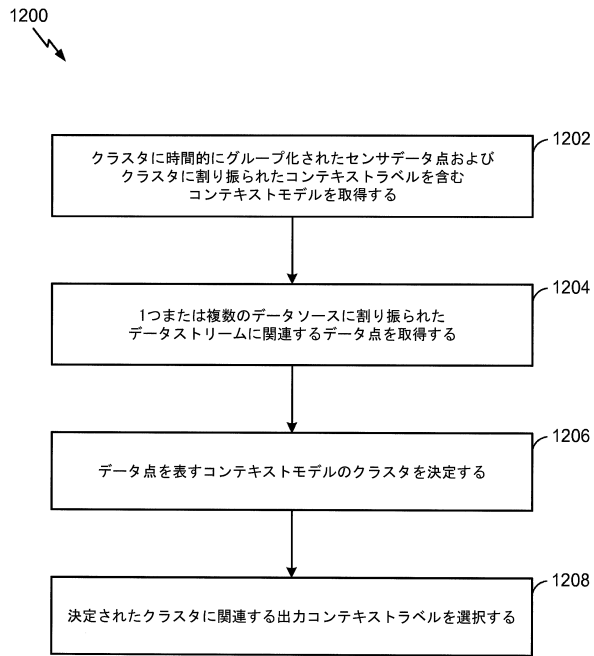 1200
1202
クラスタに時間的にグループ化されたセンサデータ点および
クラスタに割り振られたコンテキストラベルを含む
コンテキストモデルを取得する
1204
1つまたは複数のデータソースに割り振られた
データストリームに関連するデータ点を取得する
1206
データ点を表すコンテキストモデルのクラスタを決定する
1208
決定されたクラスタに関連する出力コンテキストラベルを選択する